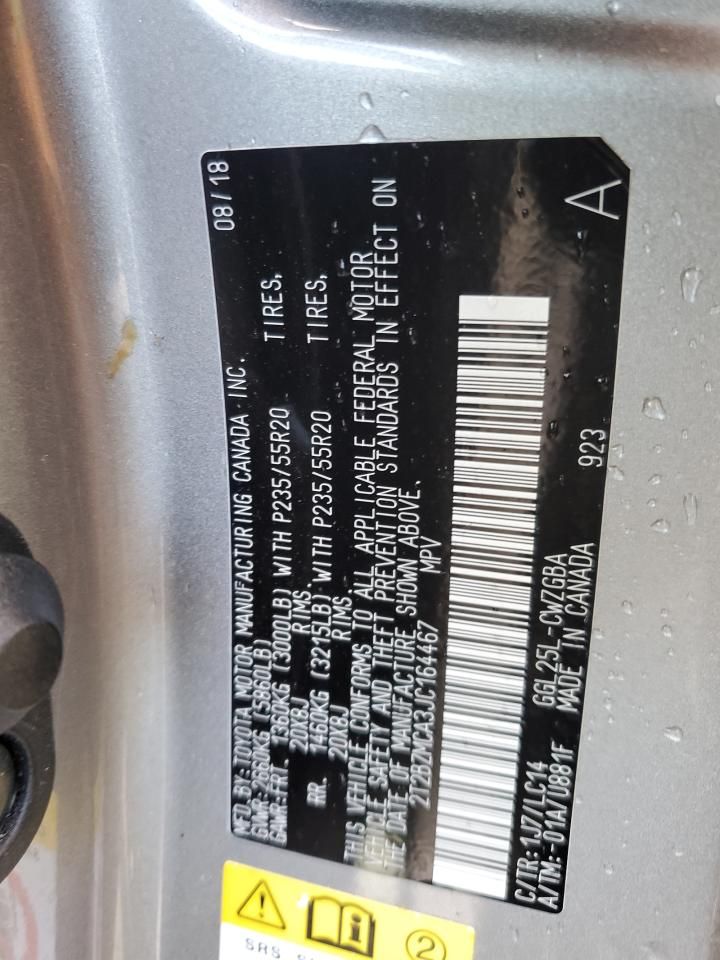 MFD. BY: TOYOTA MOTOR MANUFACTURING CANADA INC. 08/18
GVWR: 2660KG (5860LB)
GAWR: FRT. 1360KG (3000LB) WITH P235/55R20 TIRES,
20X8J RIMS,
RR. 1460KG (3215LB) WITH P235/55R20 TIRES,
20X8J RIMS,
THIS VEHICLE CONFORMS TO ALL APPLICABLE FEDERAL MOTOR
VEHICLE SAFETY AND THEFT PREVENTION STANDARDS IN EFFECT ON
THE DATE OF MANUFACTURE SHOWN ABOVE.
2T2BZMCA3JC164467 MPV
C/TR: 1J7/LC14 GGL25L-CWZGBA 923
A/TM: -01A/U881F MADE IN CANADA A
SRS
2